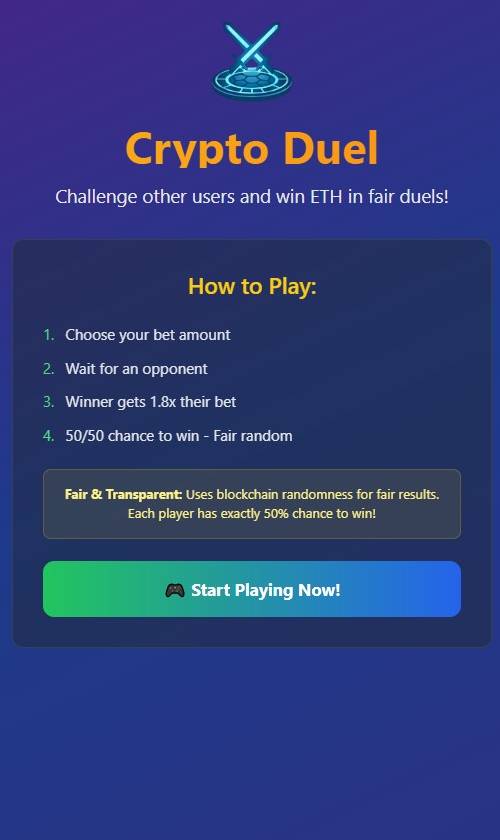 Crypto Duel
Challenge other users and win ETH in fair duels!
How to Play:
1. Choose your bet amount
2. Wait for an opponent
3. Winner gets 1.8x their bet
4. 50/50 chance to win - Fair random
Fair & Transparent: Uses blockchain randomness for fair results.
Each player has exactly 50% chance to win!
🎮 Start Playing Now!